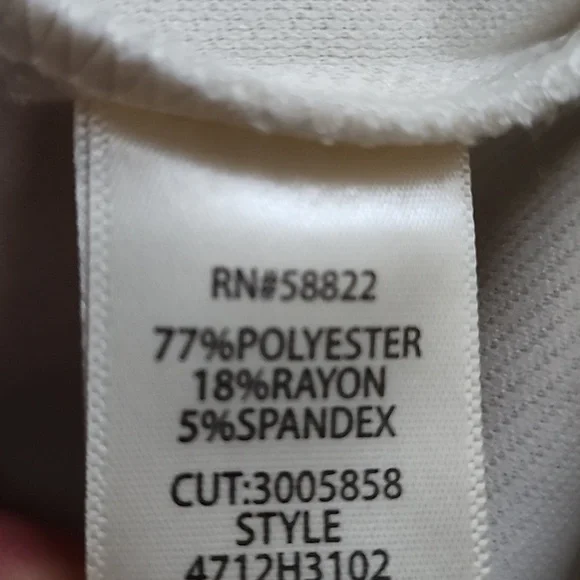 RN#58822
77%POLYESTER
18%RAYON
5%SPANDEX
CUT:3005858
STYLE
4712H3102